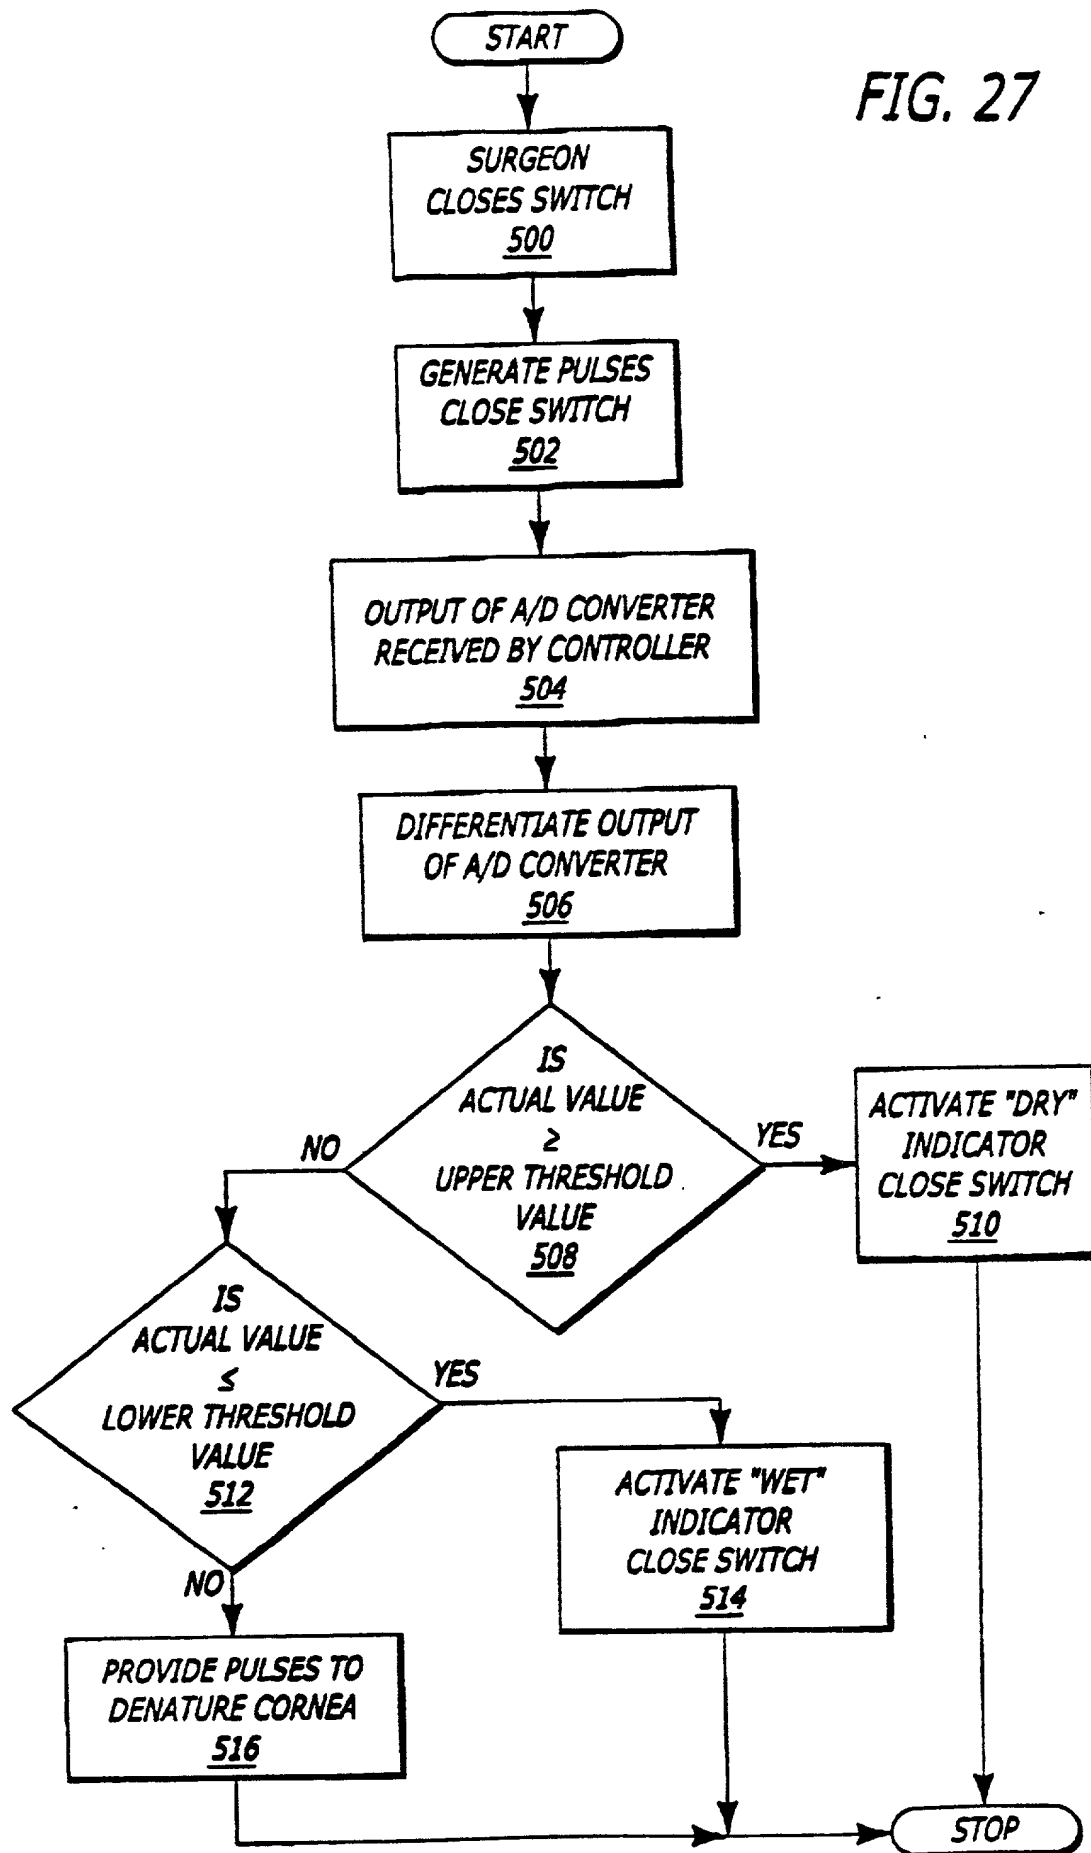 START
FIG. 27
SURGEON
CLOSES SWITCH
500
GENERATE PULSES
CLOSE SWITCH
502
OUTPUT OF A/D CONVERTER
RECEIVED BY CONTROLLER
504
DIFFERENTIATE OUTPUT
OF A/D CONVERTER
506
IS
ACTUAL VALUE
≥
UPPER THRESHOLD
VALUE
508
NO
YES
ACTIVATE "DRY"
INDICATOR
CLOSE SWITCH
510
IS
ACTUAL VALUE
≤
LOWER THRESHOLD
VALUE
512
YES
NO
ACTIVATE "WET"
INDICATOR
CLOSE SWITCH
514
PROVIDE PULSES TO
DENATURE CORNEA
516
STOP